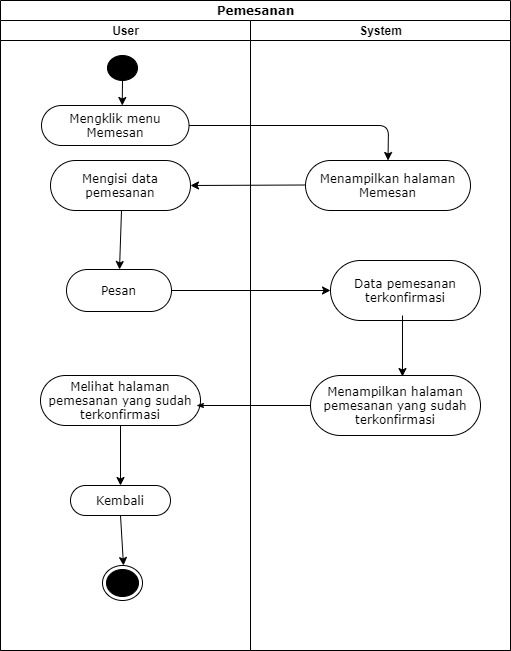 Pemesanan
User
System
Mengklik menu
Memesan
Menampilkan halaman
Memesan
Mengisi data
pemesanan
Pesan
Data pemesanan
terkonfirmasi
Menampilkan halaman
pemesanan yang sudah
terkonfirmasi
Melihat halaman
pemesanan yang sudah
terkonfirmasi
Kembali